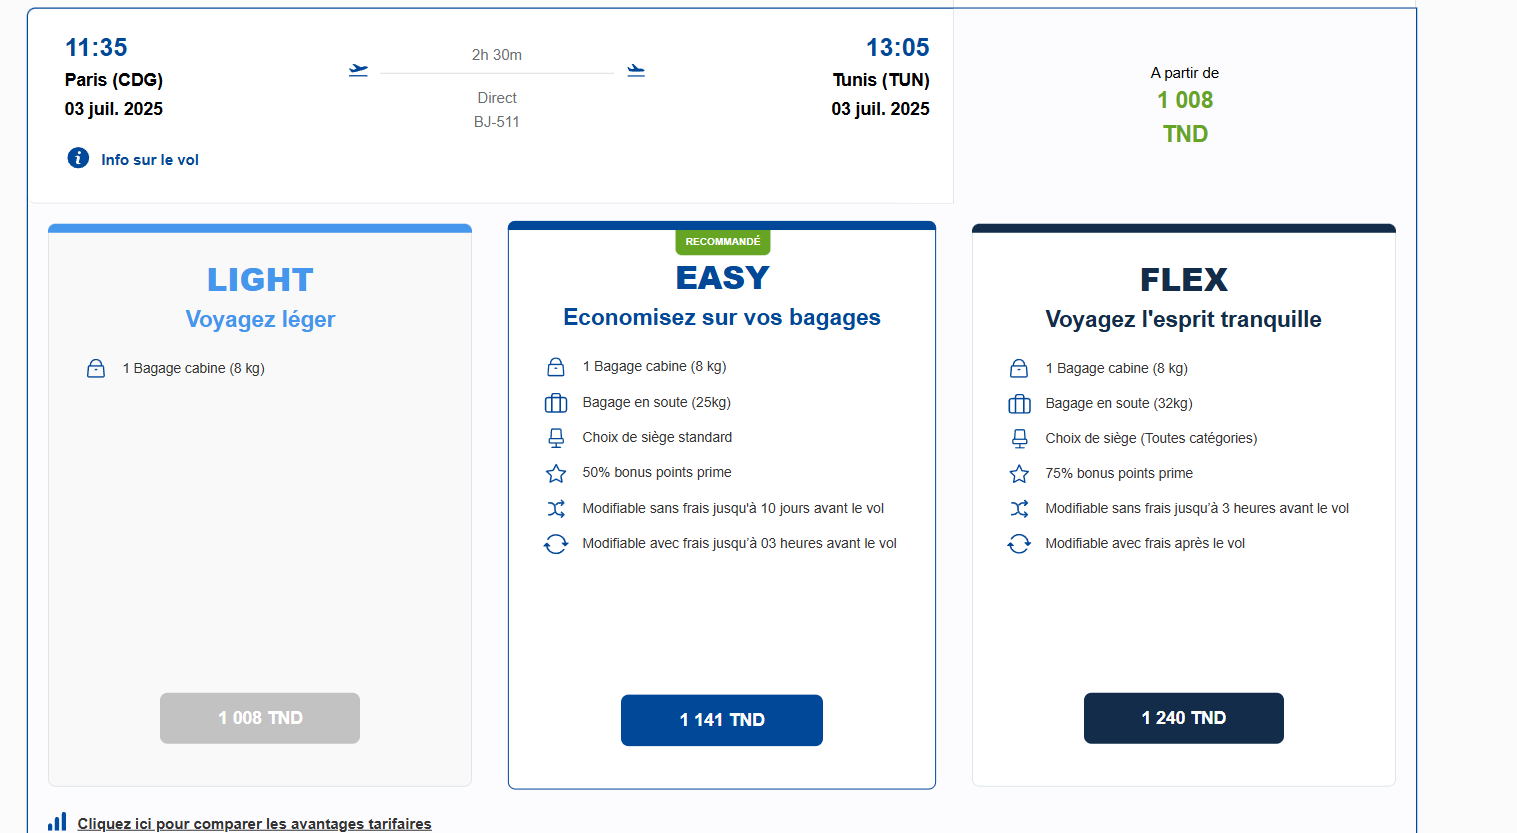 11:35
Paris (CDG)
03 juil. 2025
2h 30m
Direct
BJ-511
13:05
Tunis (TUN)
03 juil. 2025
Info sur le vol
A partir de
1 008
TND
LIGHT
Voyagez léger
1 Bagage cabine (8 kg)
1 008 TND
RECOMMANDÉ
EASY
Economisez sur vos bagages
1 Bagage cabine (8 kg)
Bagage en soute (25kg)
Choix de siège standard
50% bonus points prime
Modifiable sans frais jusqu'à 10 jours avant le vol
Modifiable avec frais jusqu'à 03 heures avant le vol
1 141 TND
FLEX
Voyagez l'esprit tranquille
1 Bagage cabine (8 kg)
Bagage en soute (32kg)
Choix de siège (Toutes catégories)
75% bonus points prime
Modifiable sans frais jusqu'à 3 heures avant le vol
Modifiable avec frais après le vol
1 240 TND
Cliquez ici pour comparer les avantages tarifaires